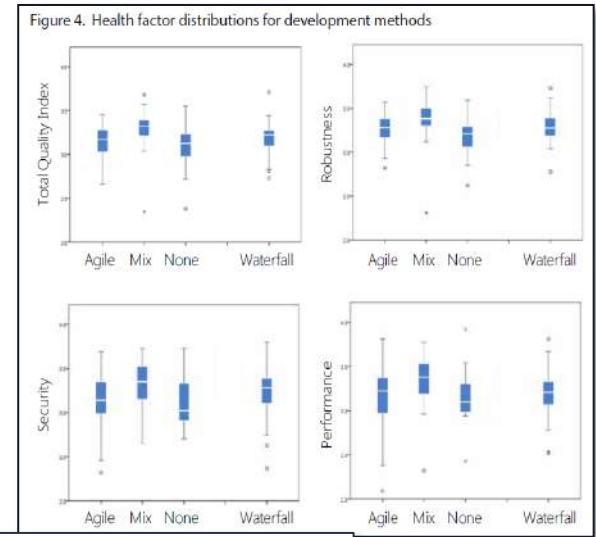 Figure 4. Health factor distributions for development methods
Total Quality Index
Agile Mix None Waterfall
Robustness
Agile Mix None Waterfall
Security
Agile Mix None Waterfall
Performance
Agile Mix None Waterfall